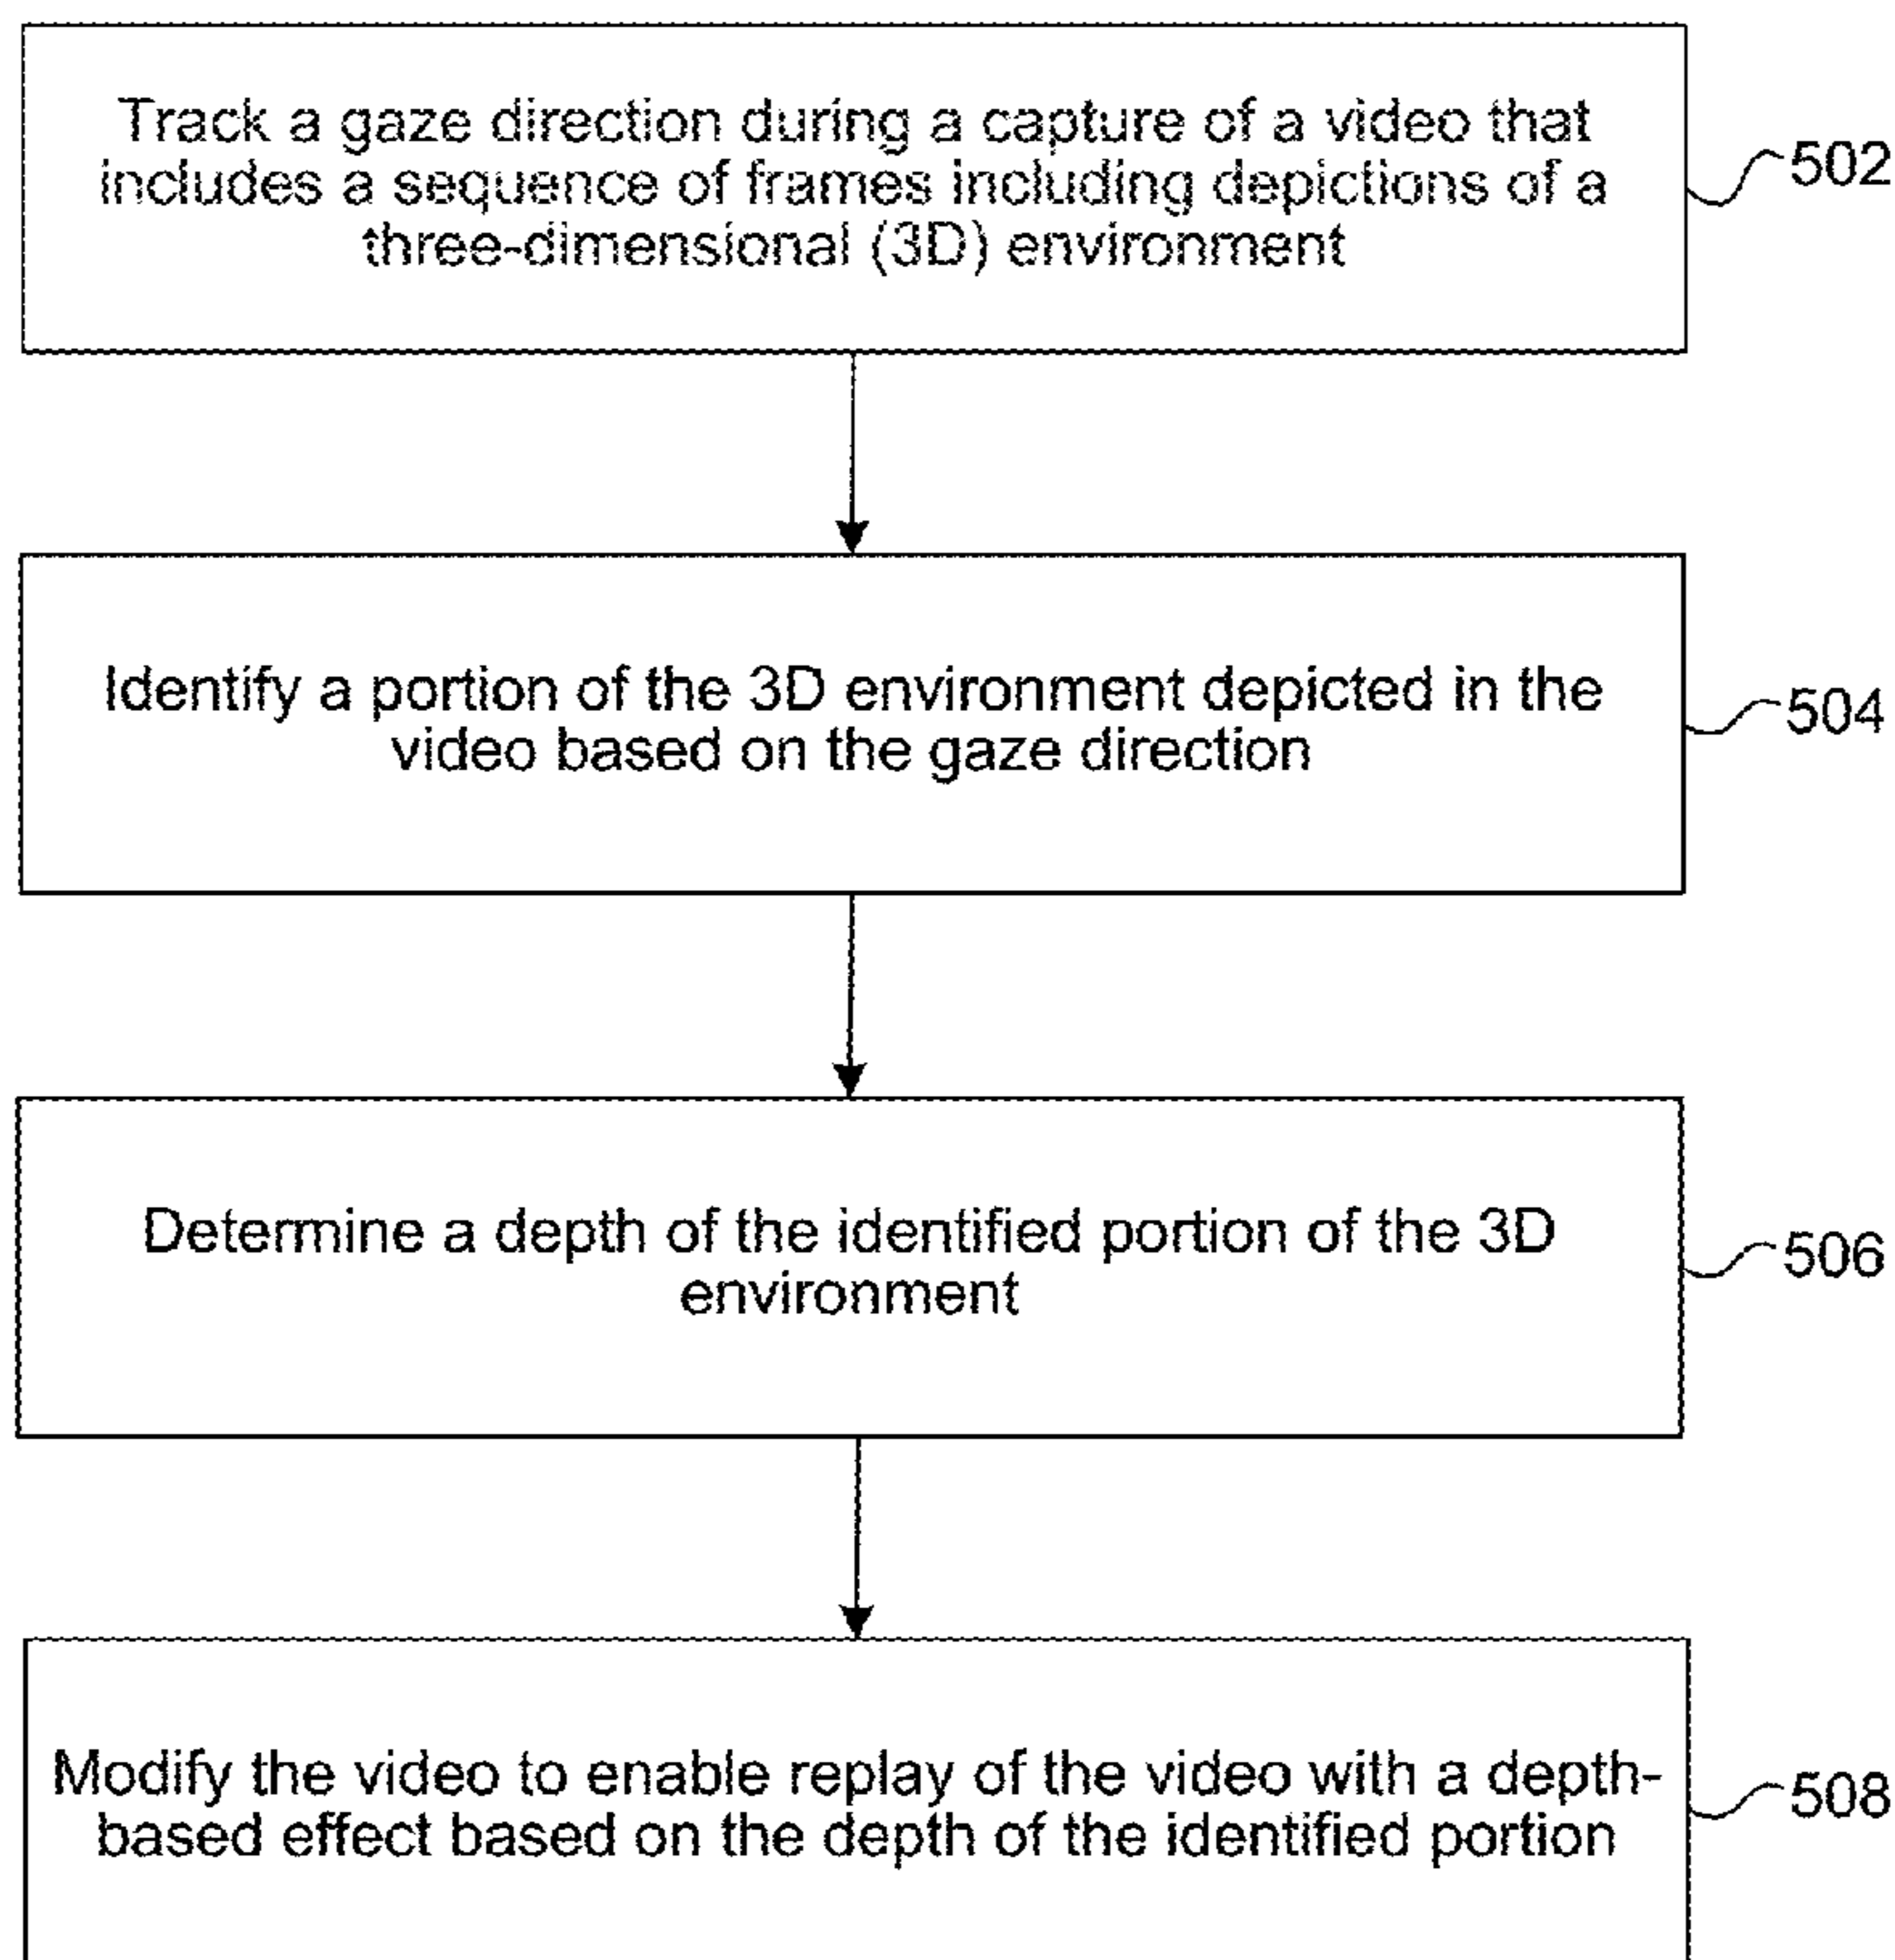 Track a gaze direction during a capture of a video that
includes a sequence of frames including depictions of a
three-dimensional (3D) environment
502
Identify a portion of the 3D environment depicted in the
video based on the gaze direction
504
Determine a depth of the identified portion of the 3D
environment
506
Modify the video to enable replay of the video with a depth-
based effect based on the depth of the identified portion
508